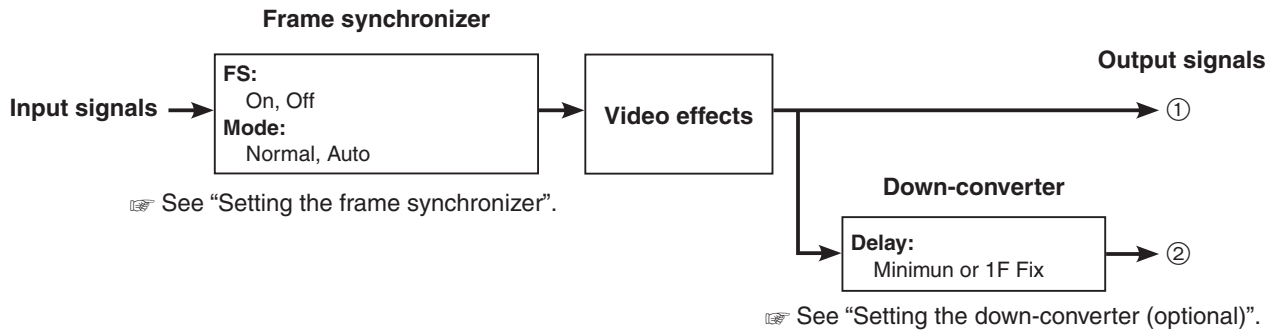 Frame synchronizer
FS:
On, Off
Mode:
Normal, Auto
Input signals
Video effects
Output signals
①
☞ See “Setting the frame synchronizer”.
Down-converter
Delay:
Minimun or 1F Fix
②
☞ See “Setting the down-converter (optional)”.